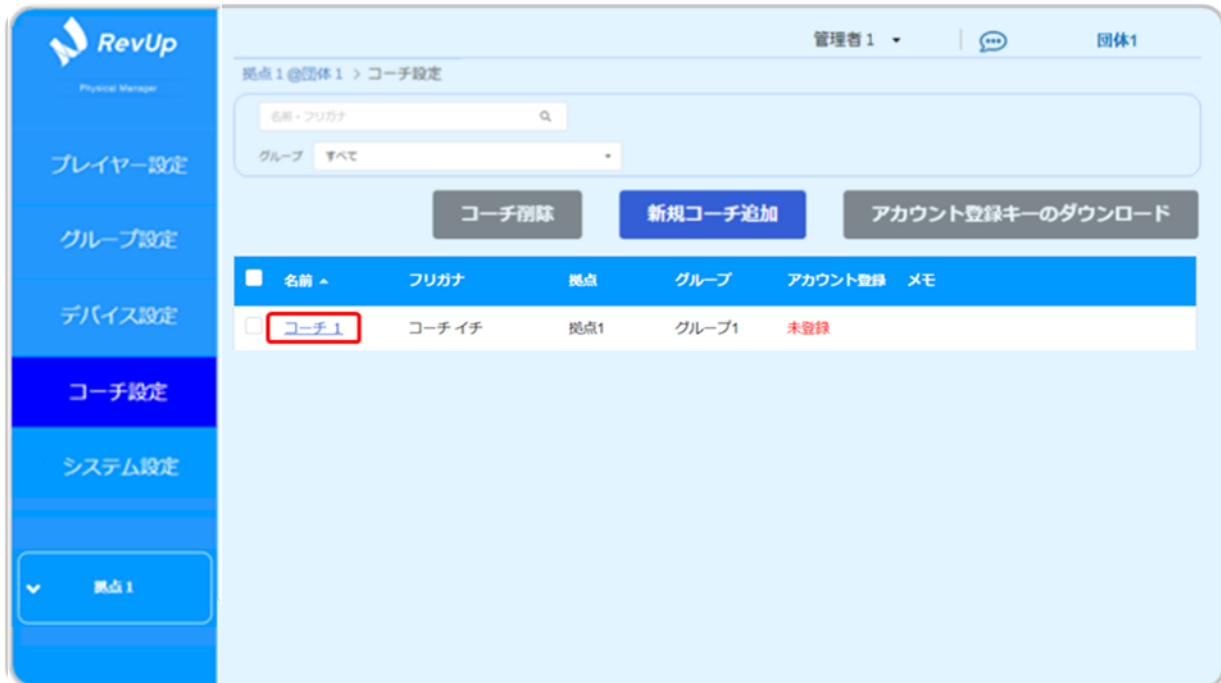 RevUp
Physical Manager
プレイヤー設定
グループ設定
デバイス設定
コーチ設定
システム設定
拠点1
管理者1
団体1
拠点1@団体1 > コーチ設定
名前・フリガナ
グループ すべて
コーチ削除 新規コーチ追加 アカウント登録キーのダウンロード
名前 フリガナ 拠点 グループ アカウント登録 メモ
コーチ 1 コーチ イチ 拠点1 グループ1 未登録